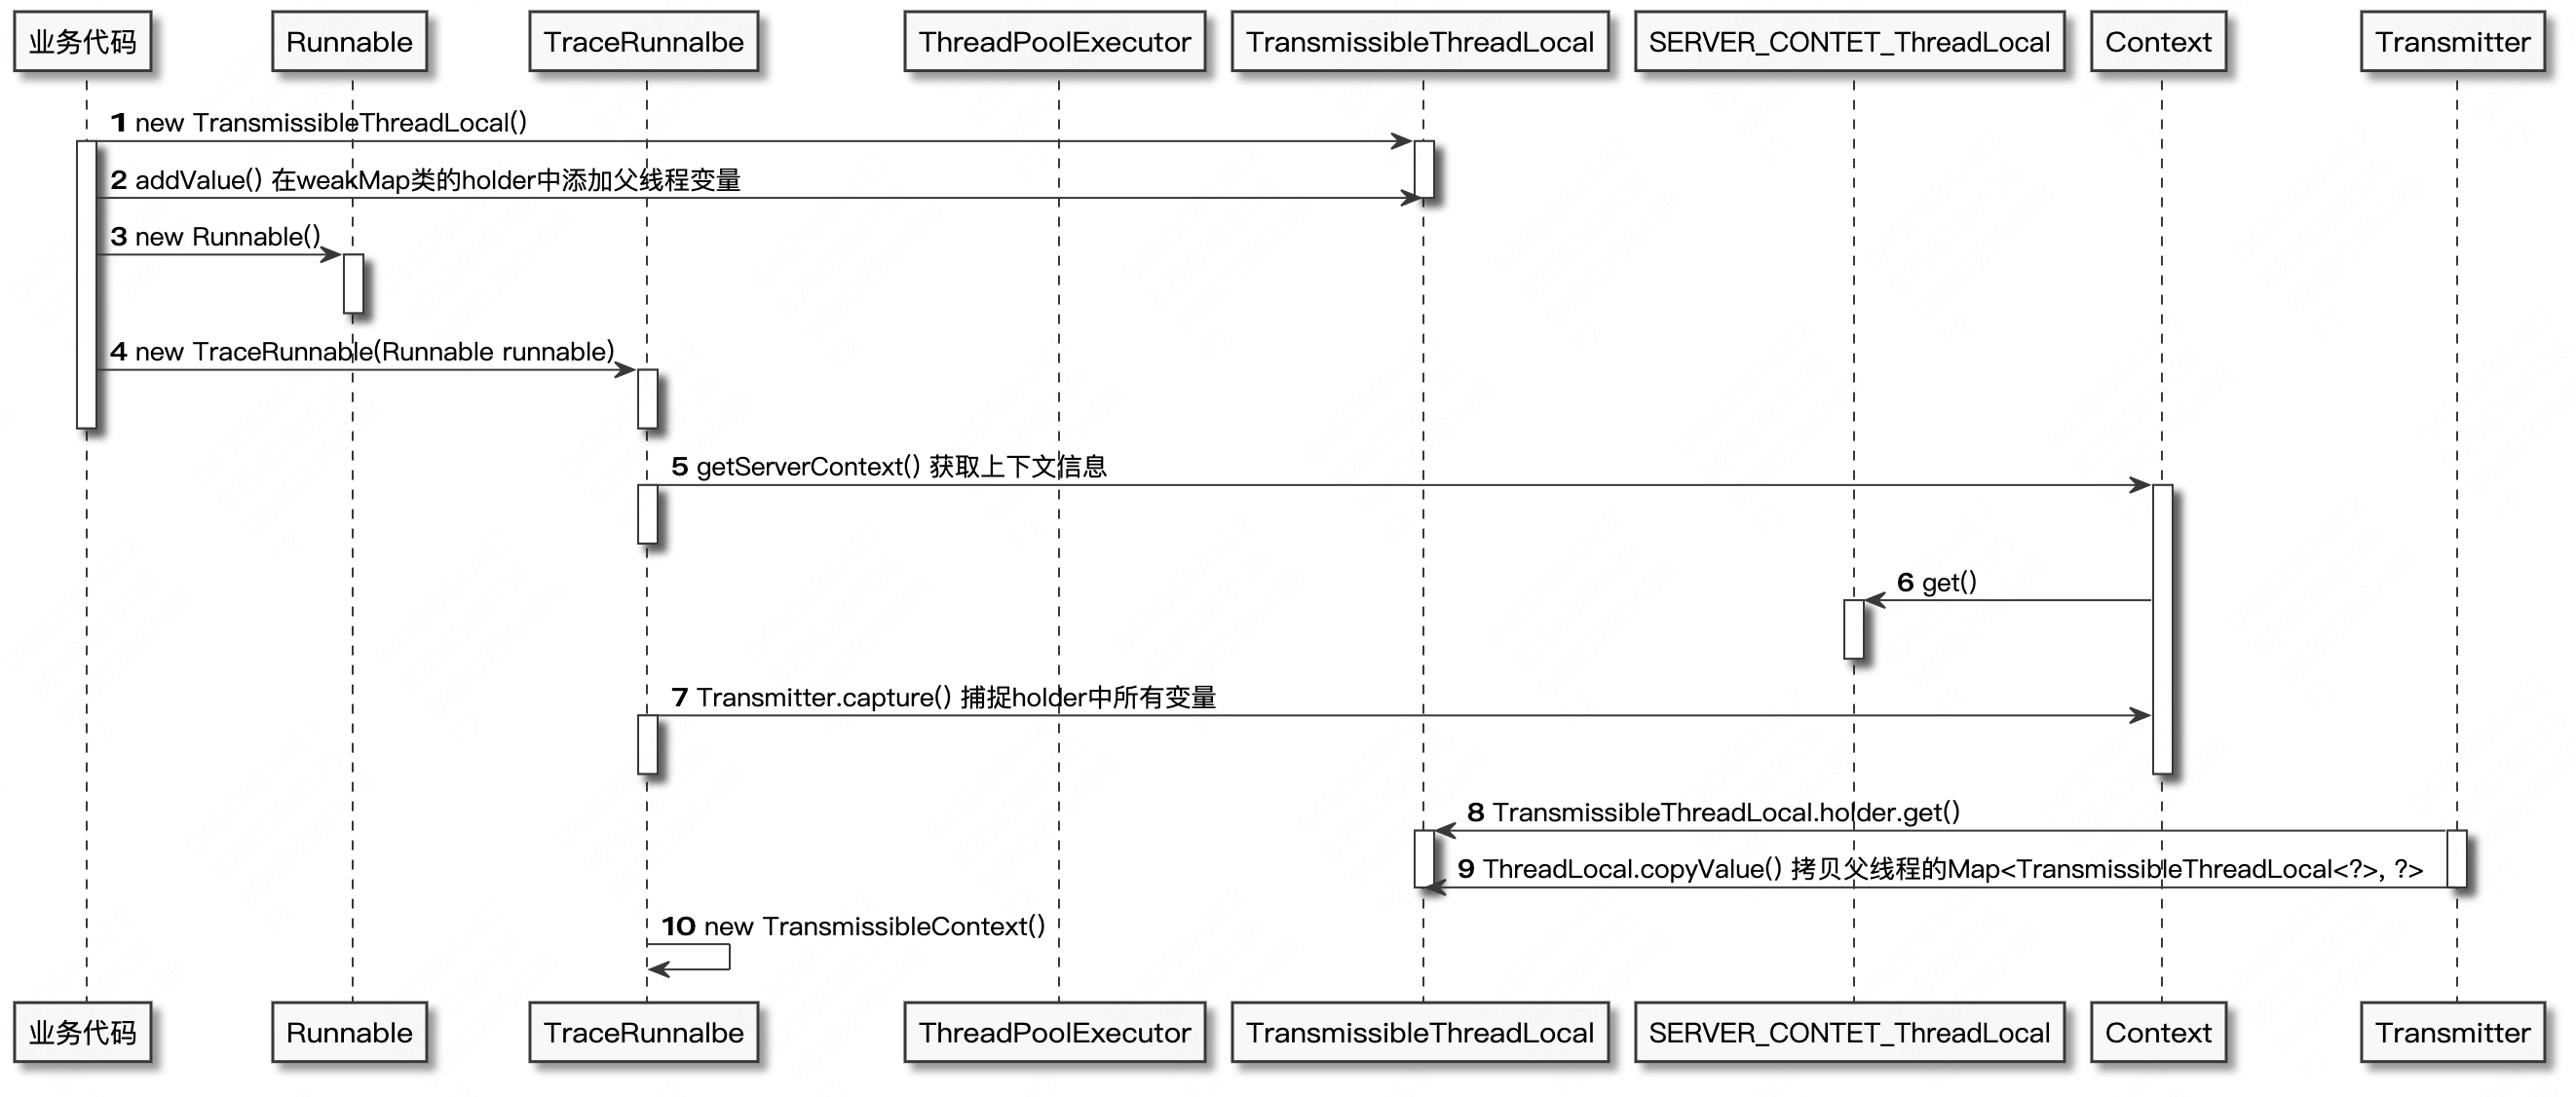 业务代码
Runnable
TraceRunnalbe
ThreadPoolExecutor
TransmissibleThreadLocal
SERVER_CONTET_ThreadLocal
Context
Transmitter
1 new TransmissibleThreadLocal()
2 addValue() 在weakMap类的holder中添加父线程变量
3 new Runnable()
4 new TraceRunnable(Runnable runnable)
5 getServerContext() 获取上下文信息
6 get()
7 Transmitter.capture() 捕捉holder中所有变量
8 TransmissibleThreadLocal.holder.get()
9 ThreadLocal.copyValue() 拷贝父线程的Map<TransmissibleThreadLocal<?>, ?>
10 new TransmissibleContext()
业务代码
Runnable
TraceRunnalbe
ThreadPoolExecutor
TransmissibleThreadLocal
SERVER_CONTET_ThreadLocal
Context
Transmitter